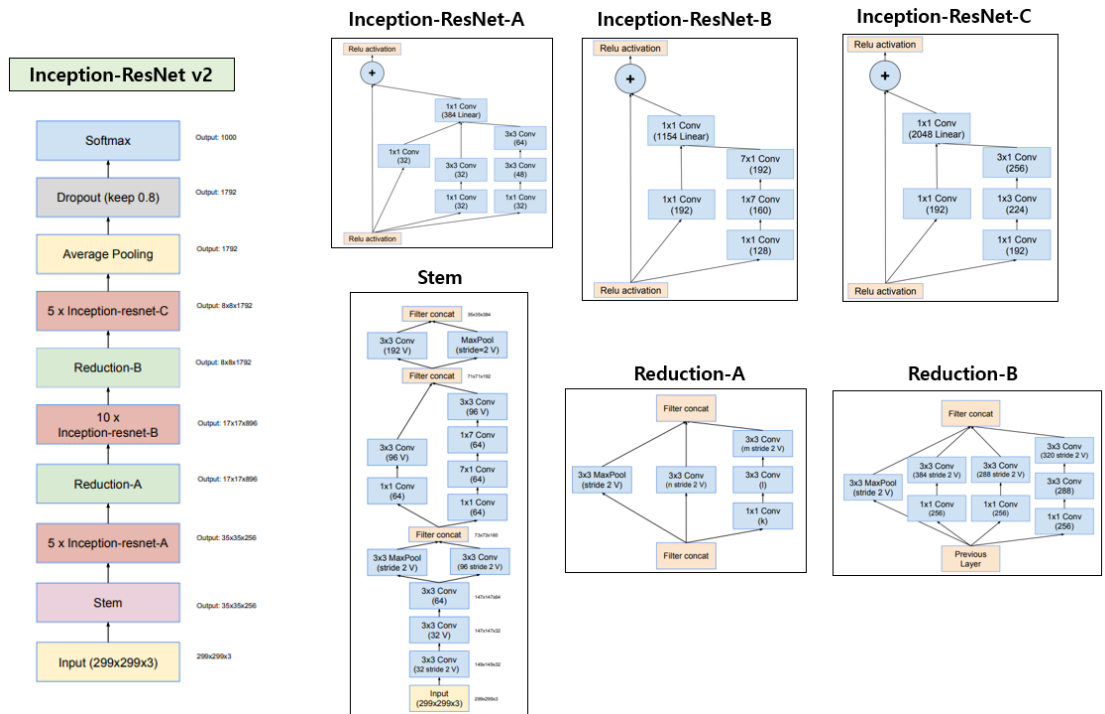 Inception-ResNet v2
Softmax
Output: 1000
Dropout (keep 0.8)
Output: 1792
Average Pooling
Output: 1792
5 x Inception-resnet-C
Output: 8x8x1792
Reduction-B
Output: 8x8x1792
10 x
Inception-resnet-B
Output: 17x17x896
Reduction-A
Output: 17x17x896
5 x Inception-resnet-A
Output: 35x35x256
Stem
Output: 35x35x256
Input (299x299x3)
299x299x3
Inception-ResNet-A
Relu activation
+
1x1 Conv
(384 Linear)
3x3 Conv
(64)
1x1 Conv
(32)
3x3 Conv
(32)
3x3 Conv
(48)
1x1 Conv
(32)
1x1 Conv
(32)
Relu activation
Inception-ResNet-B
Relu activation
+
1x1 Conv
(1154 Linear)
7x1 Conv
(192)
1x1 Conv
(192)
1x7 Conv
(160)
1x1 Conv
(128)
Relu activation
Inception-ResNet-C
Relu activation
+
1x1 Conv
(2048 Linear)
3x1 Conv
(256)
1x1 Conv
(192)
1x3 Conv
(224)
1x1 Conv
(192)
Relu activation
Stem
Filter concat
35x35x384
3x3 Conv
(192 V)
MaxPool
(stride=2 V)
Filter concat
71x71x192
3x3 Conv
(96 V)
1x7 Conv
(64)
3x3 Conv
(96 V)
7x1 Conv
(64)
1x1 Conv
(64)
1x1 Conv
(64)
Filter concat
73x73x160
3x3 MaxPool
(stride 2 V)
3x3 Conv
(96 stride 2 V)
3x3 Conv
(64)
147x147x64
3x3 Conv
(32 V)
147x147x32
3x3 Conv
(32 stride 2 V)
149x149x32
Input
(299x299x3)
299x299x3
Reduction-A
Filter concat
3x3 Conv
(m stride 2 V)
3x3 MaxPool
(stride 2 V)
3x3 Conv
(n stride 2 V)
3x3 Conv
(l)
1x1 Conv
(k)
Filter concat
Reduction-B
Filter concat
3x3 Conv
(320 stride 2 V)
3x3 MaxPool
(stride 2 V)
3x3 Conv
(384 stride 2 V)
3x3 Conv
(288 stride 2 V)
3x3 Conv
(288)
1x1 Conv
(256)
1x1 Conv
(256)
1x1 Conv
(256)
Previous
Layer